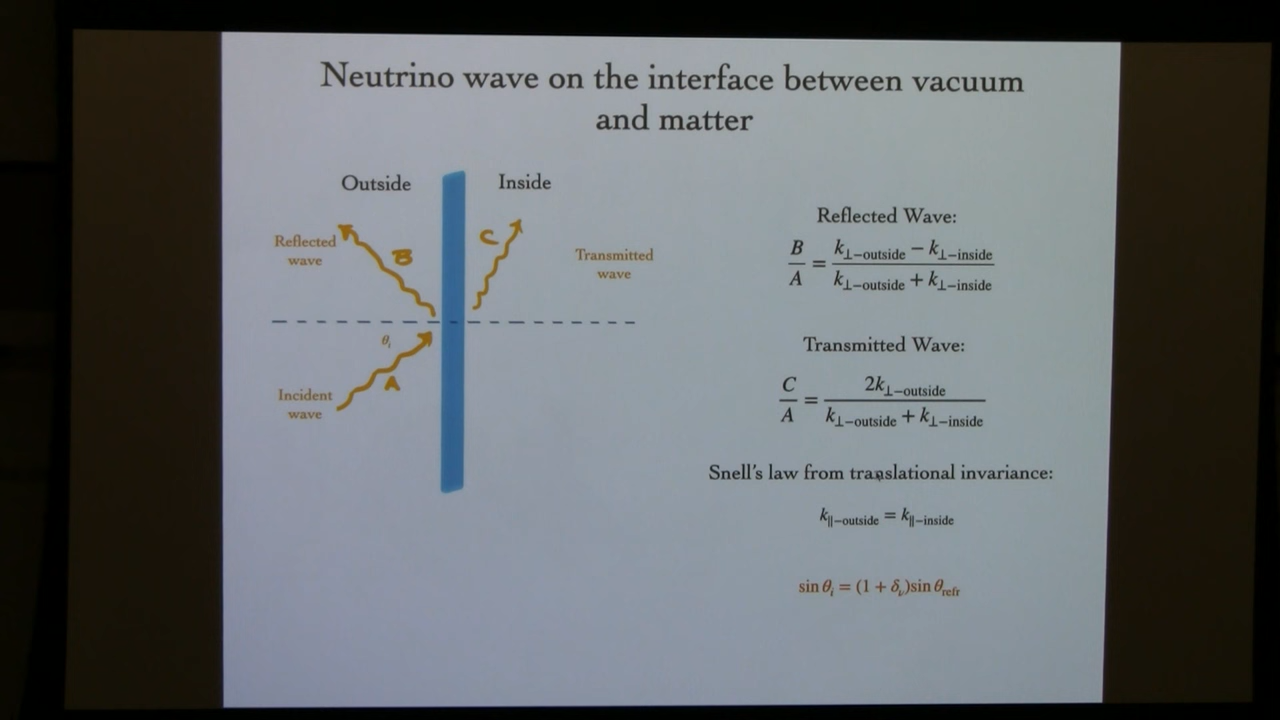 Neutrino wave on the interface between vacuum
and matter
Outside
Inside
Reflected
wave
B
C
Transmitted
wave
θᵢ
A
Incident
wave
Reflected Wave:
B/A = (k⊥−outside − k⊥−inside)/(k⊥−outside + k⊥−inside)
Transmitted Wave:
C/A = 2k⊥−outside/(k⊥−outside + k⊥−inside)
Snell's law from translational invariance:
k∥−outside = k∥−inside
sin θᵢ = (1 + δᵥ)sin θrefr